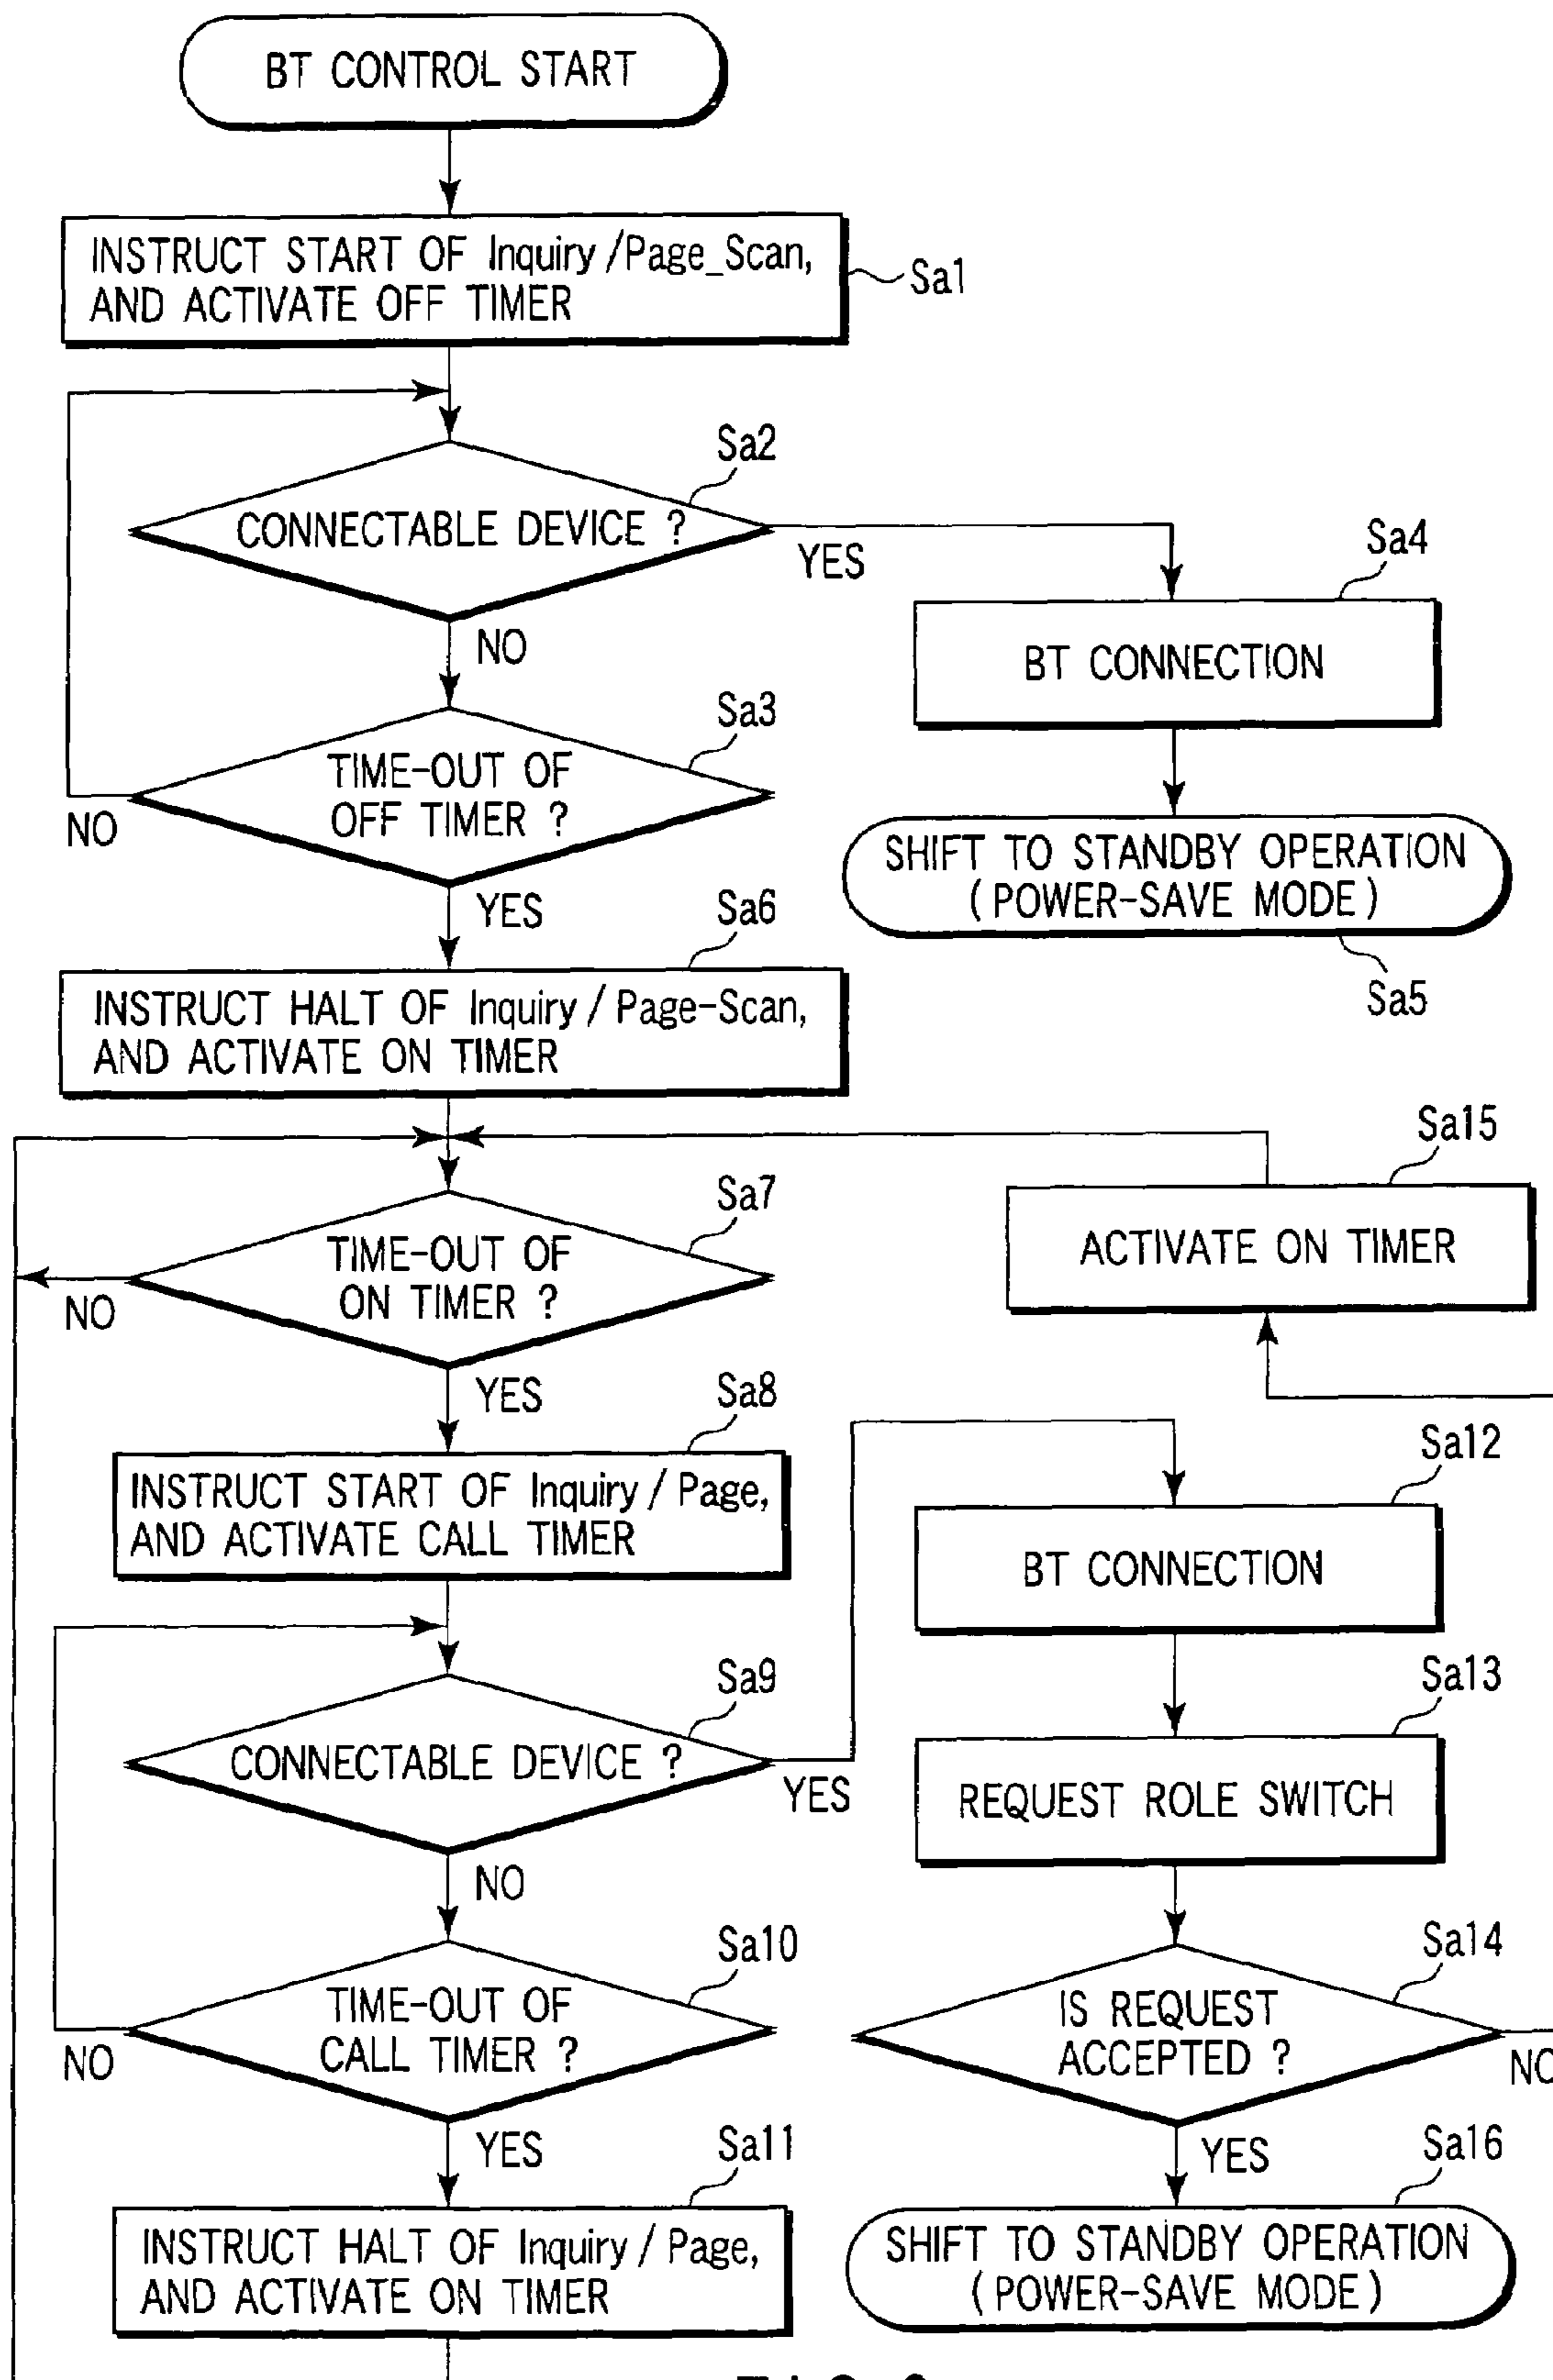 BT CONTROL START
INSTRUCT START OF Inquiry/Page_Scan,
AND ACTIVATE OFF TIMER
Sa1
Sa2
CONNECTABLE DEVICE ?
YES
NO
Sa4
BT CONNECTION
Sa3
TIME-OUT OF
OFF TIMER ?
NO
YES
SHIFT TO STANDBY OPERATION
(POWER-SAVE MODE)
Sa5
Sa6
INSTRUCT HALT OF Inquiry/Page-Scan,
AND ACTIVATE ON TIMER
Sa15
ACTIVATE ON TIMER
Sa7
TIME-OUT OF
ON TIMER ?
NO
YES
Sa8
INSTRUCT START OF Inquiry/Page,
AND ACTIVATE CALL TIMER
Sa12
BT CONNECTION
Sa9
CONNECTABLE DEVICE ?
YES
NO
Sa13
REQUEST ROLE SWITCH
Sa10
TIME-OUT OF
CALL TIMER ?
NO
YES
Sa14
IS REQUEST
ACCEPTED ?
NO
YES
Sa11
INSTRUCT HALT OF Inquiry/Page,
AND ACTIVATE ON TIMER
Sa16
SHIFT TO STANDBY OPERATION
(POWER-SAVE MODE)